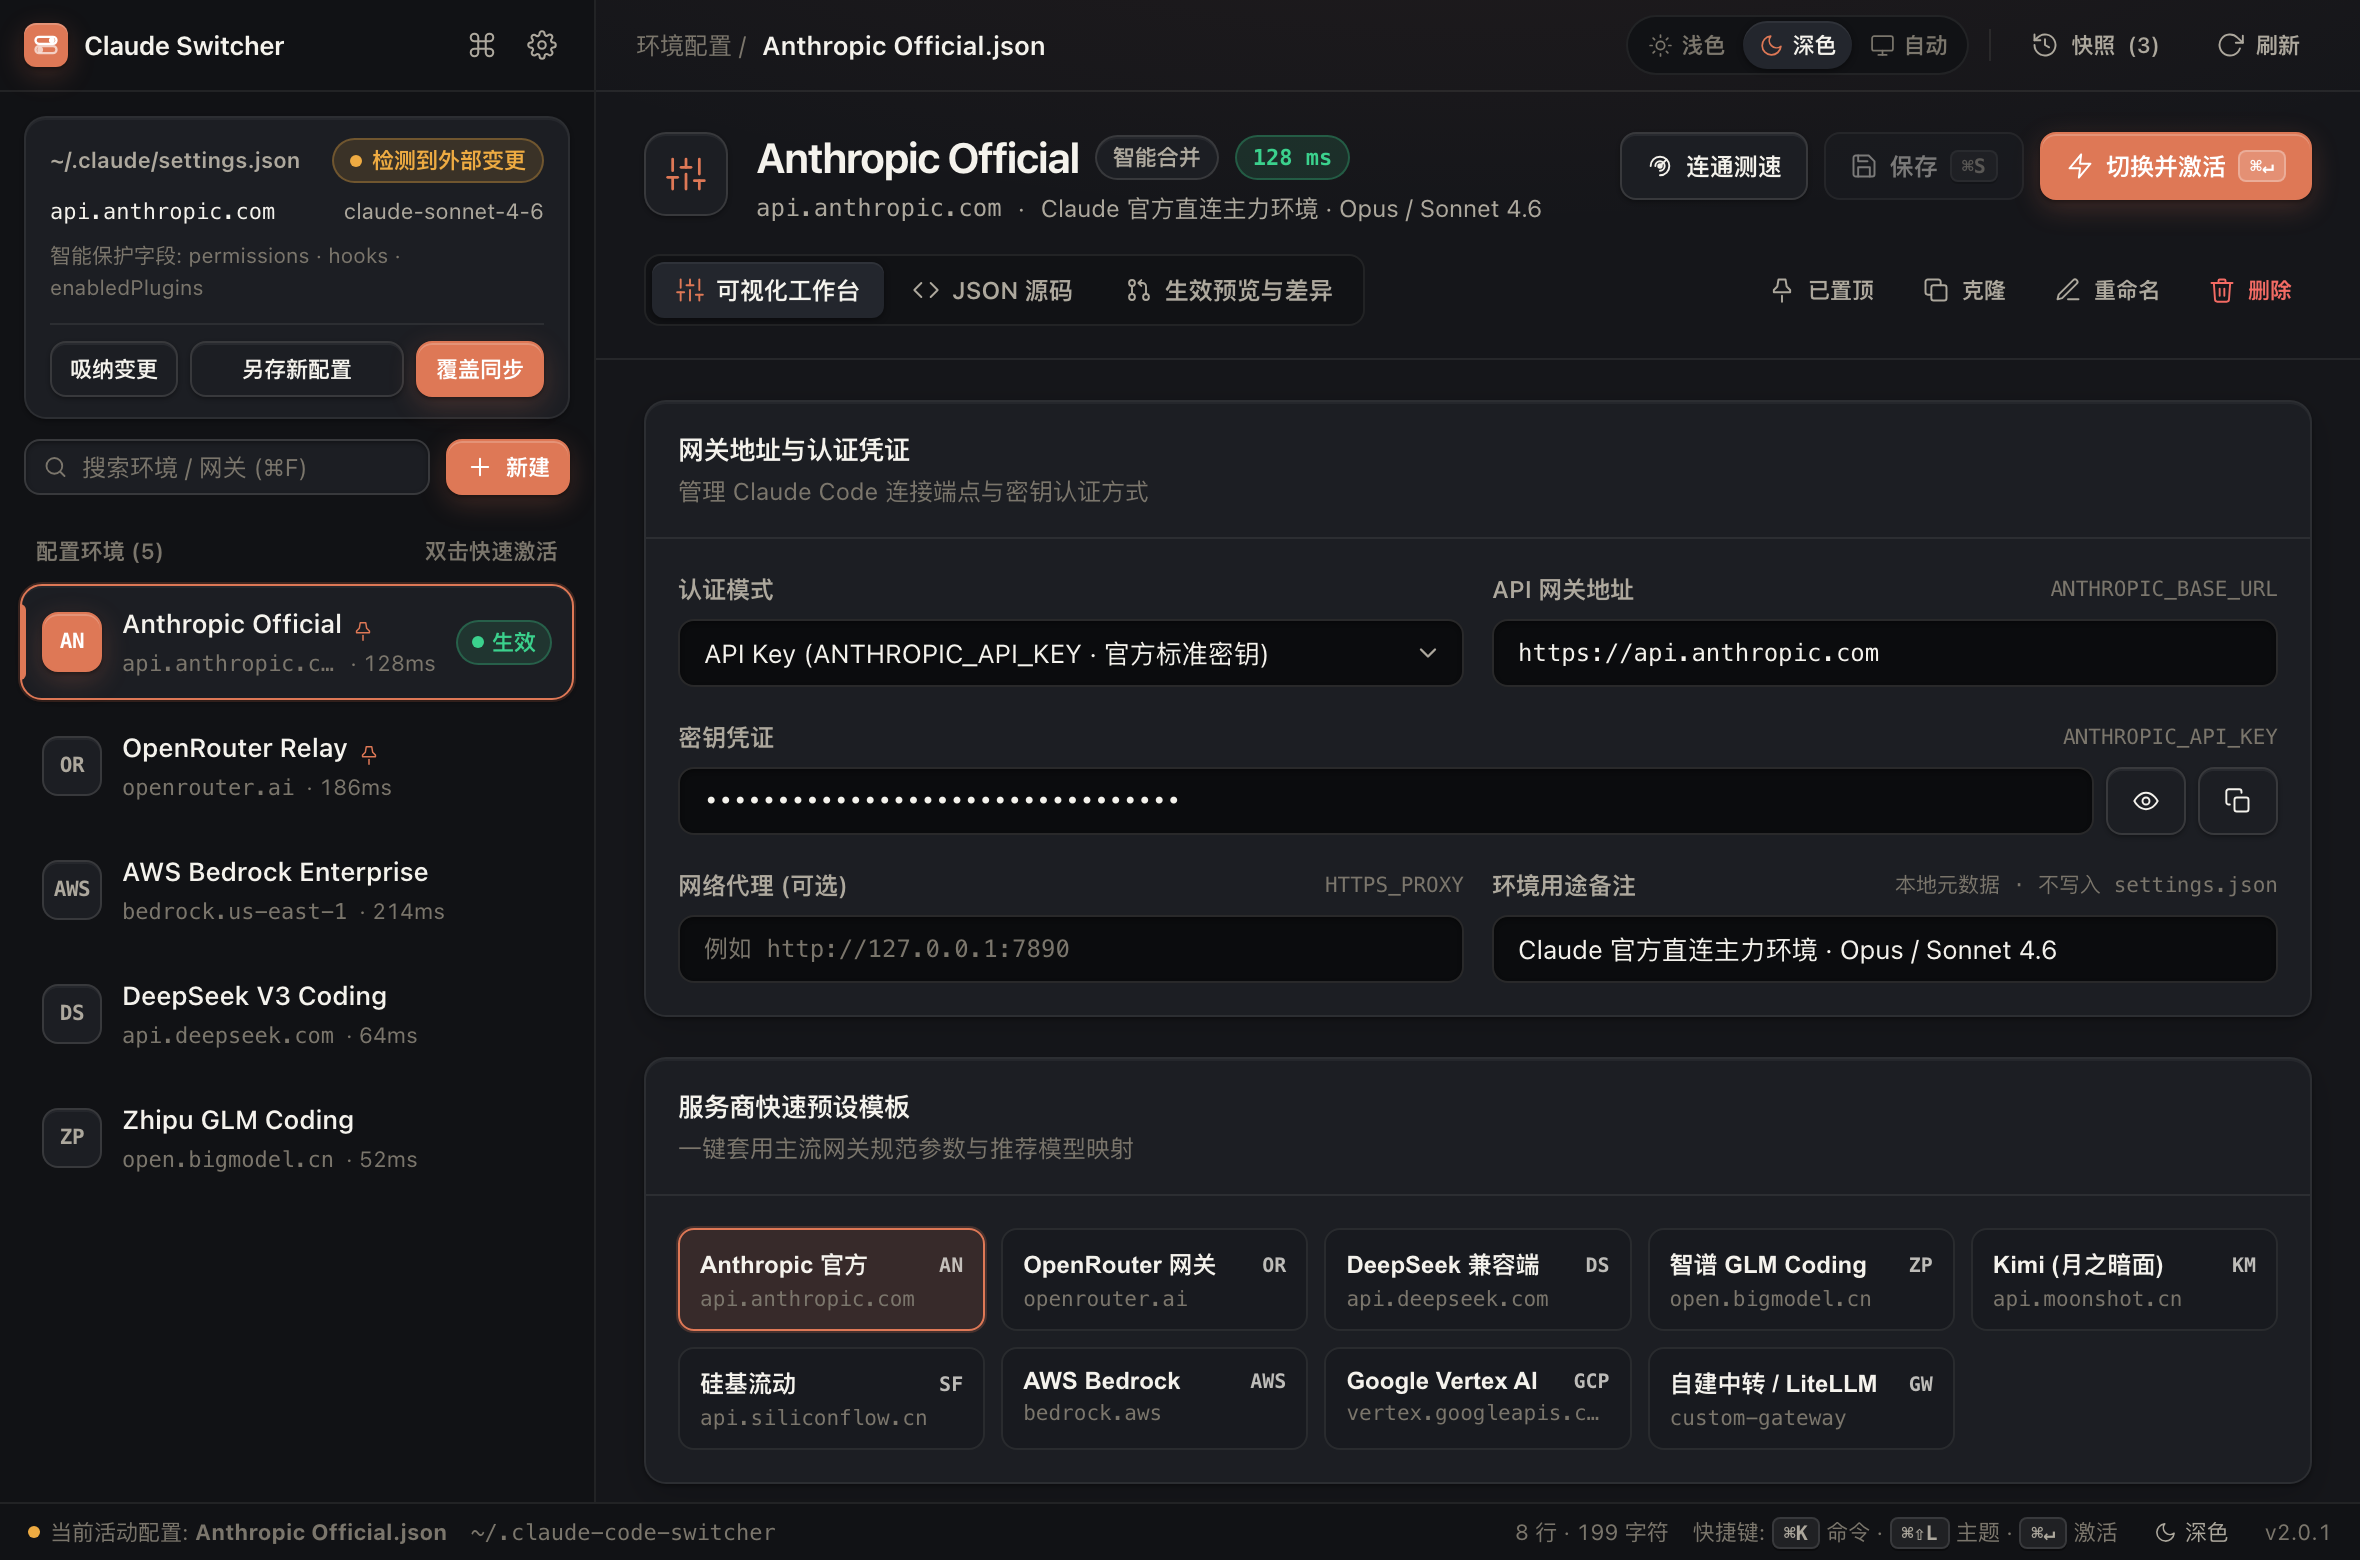 Claude Switcher
环境配置 / Anthropic Official.json
浅色 深色 自动 快照 (3) 刷新
~/.claude/settings.json 检测到外部变更
api.anthropic.com claude-sonnet-4-6
智能保护字段: permissions · hooks ·
enabledPlugins
吸纳变更 另存新配置 覆盖同步
搜索环境 / 网关 (⌘F) 新建
配置环境 (5) 双击快速激活
AN Anthropic Official 生效
api.anthropic.c… · 128ms
OR OpenRouter Relay
openrouter.ai · 186ms
AWS AWS Bedrock Enterprise
bedrock.us-east-1 · 214ms
DS DeepSeek V3 Coding
api.deepseek.com · 64ms
ZP Zhipu GLM Coding
open.bigmodel.cn · 52ms
Anthropic Official 智能合并 128 ms
api.anthropic.com · Claude 官方直连主力环境 · Opus / Sonnet 4.6
连通测速 保存 ⌘S 切换并激活 ⌘↵
可视化工作台 JSON 源码 生效预览与差异
已置顶 克隆 重命名 删除
网关地址与认证凭证
管理 Claude Code 连接端点与密钥认证方式
认证模式
API Key (ANTHROPIC_API_KEY · 官方标准密钥)
API 网关地址 ANTHROPIC_BASE_URL
https://api.anthropic.com
密钥凭证 ANTHROPIC_API_KEY
•••••••••••••••••••••••••••••••••
网络代理 (可选) HTTPS_PROXY
例如 http://127.0.0.1:7890
环境用途备注 本地元数据 · 不写入 settings.json
Claude 官方直连主力环境 · Opus / Sonnet 4.6
服务商快速预设模板
一键套用主流网关规范参数与推荐模型映射
Anthropic 官方 AN
api.anthropic.com
OpenRouter 网关 OR
openrouter.ai
DeepSeek 兼容端 DS
api.deepseek.com
智谱 GLM Coding ZP
open.bigmodel.cn
Kimi (月之暗面) KM
api.moonshot.cn
硅基流动 SF
api.siliconflow.cn
AWS Bedrock AWS
bedrock.aws
Google Vertex AI GCP
vertex.googleapis.c…
自建中转 / LiteLLM GW
custom-gateway
当前活动配置: Anthropic Official.json ~/.claude-code-switcher
8 行 · 199 字符 快捷键: ⌘K 命令 · ⌘⇧L 主题 · ⌘↵ 激活 深色 v2.0.1